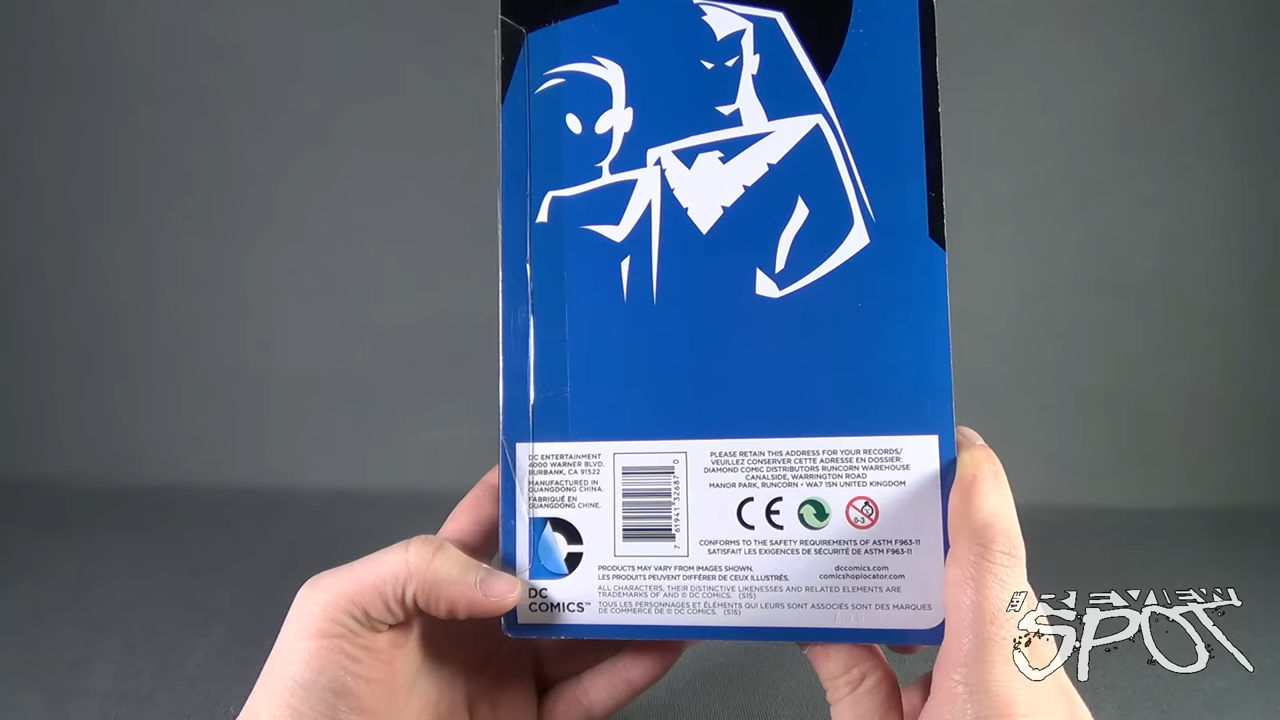 DC ENTERTAINMENT
4000 WARNER BLVD.
BURBANK, CA 91522
MANUFACTURED IN
GUANGDONG CHINA.
FABRIQUÉ EN
GUANGDONG CHINE.
DC
COMICS™
7 61941 32687 0
PLEASE RETAIN THIS ADDRESS FOR YOUR RECORDS/
VEUILLEZ CONSERVER CETTE ADRESSE EN DOSSIER:
DIAMOND COMIC DISTRIBUTORS RUNCORN WAREHOUSE
CANALSIDE, WARRINGTON ROAD
MANOR PARK, RUNCORN • WA7 1SN UNITED KINGDOM
CE
0-3
CONFORMS TO THE SAFETY REQUIREMENTS OF ASTM F963-11
SATISFAIT LES EXIGENCES DE SÉCURITÉ DE ASTM F963-11
PRODUCTS MAY VARY FROM IMAGES SHOWN.
LES PRODUITS PEUVENT DIFFÉRER DE CEUX ILLUSTRÉS.
dccomics.com
comicshoplocator.com
ALL CHARACTERS, THEIR DISTINCTIVE LIKENESSES AND RELATED ELEMENTS ARE
TRADEMARKS OF AND © DC COMICS. (S15)
TOUS LES PERSONNAGES ET ÉLÉMENTS QUI LEURS SONT ASSOCIÉS SONT DES MARQUES
DE COMMERCE DE © DC COMICS. (S15)
THE REVIEW
SPOT